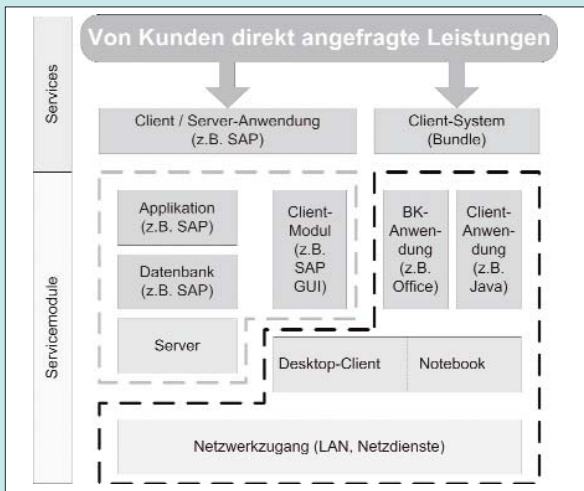 Von Kunden direkt angefragte Leistungen
Services
Client / Server-Anwendung
(z.B. SAP)
Client-System
(Bundle)
Servicemodule
Applikation
(z.B. SAP)
Datenbank
(z.B. SAP)
Server
Client-
Modul
(z.B.
SAP
GUI)
BK-
Anwen-
dung
(z.B.
Office)
Client-
Anwen-
dung
(z.B.
Java)
Desktop-Client
Notebook
Netzwerkzugang (LAN, Netzdienste)